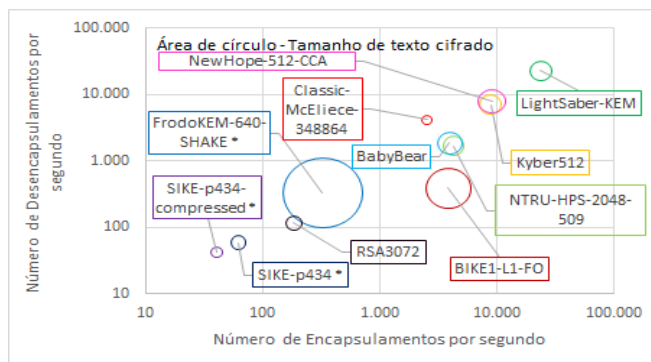 100.000
10.000
1.000
100
10
Número de Desencapsulamentos por
segundo
Área de círculo - Tamanho de texto cifrado
NewHope-512-CCA
Classic-
McEliece-
348864
LightSaber-KEM
FrodoKEM-640-
SHAKE *
BabyBear
Kyber512
SIKE-p434-
compressed *
NTRU-HPS-2048-
509
RSA3072
SIKE-p434 *
BIKE1-L1-FO
10
100
1.000
10.000
100.000
Número de Encapsulamentos por segundo